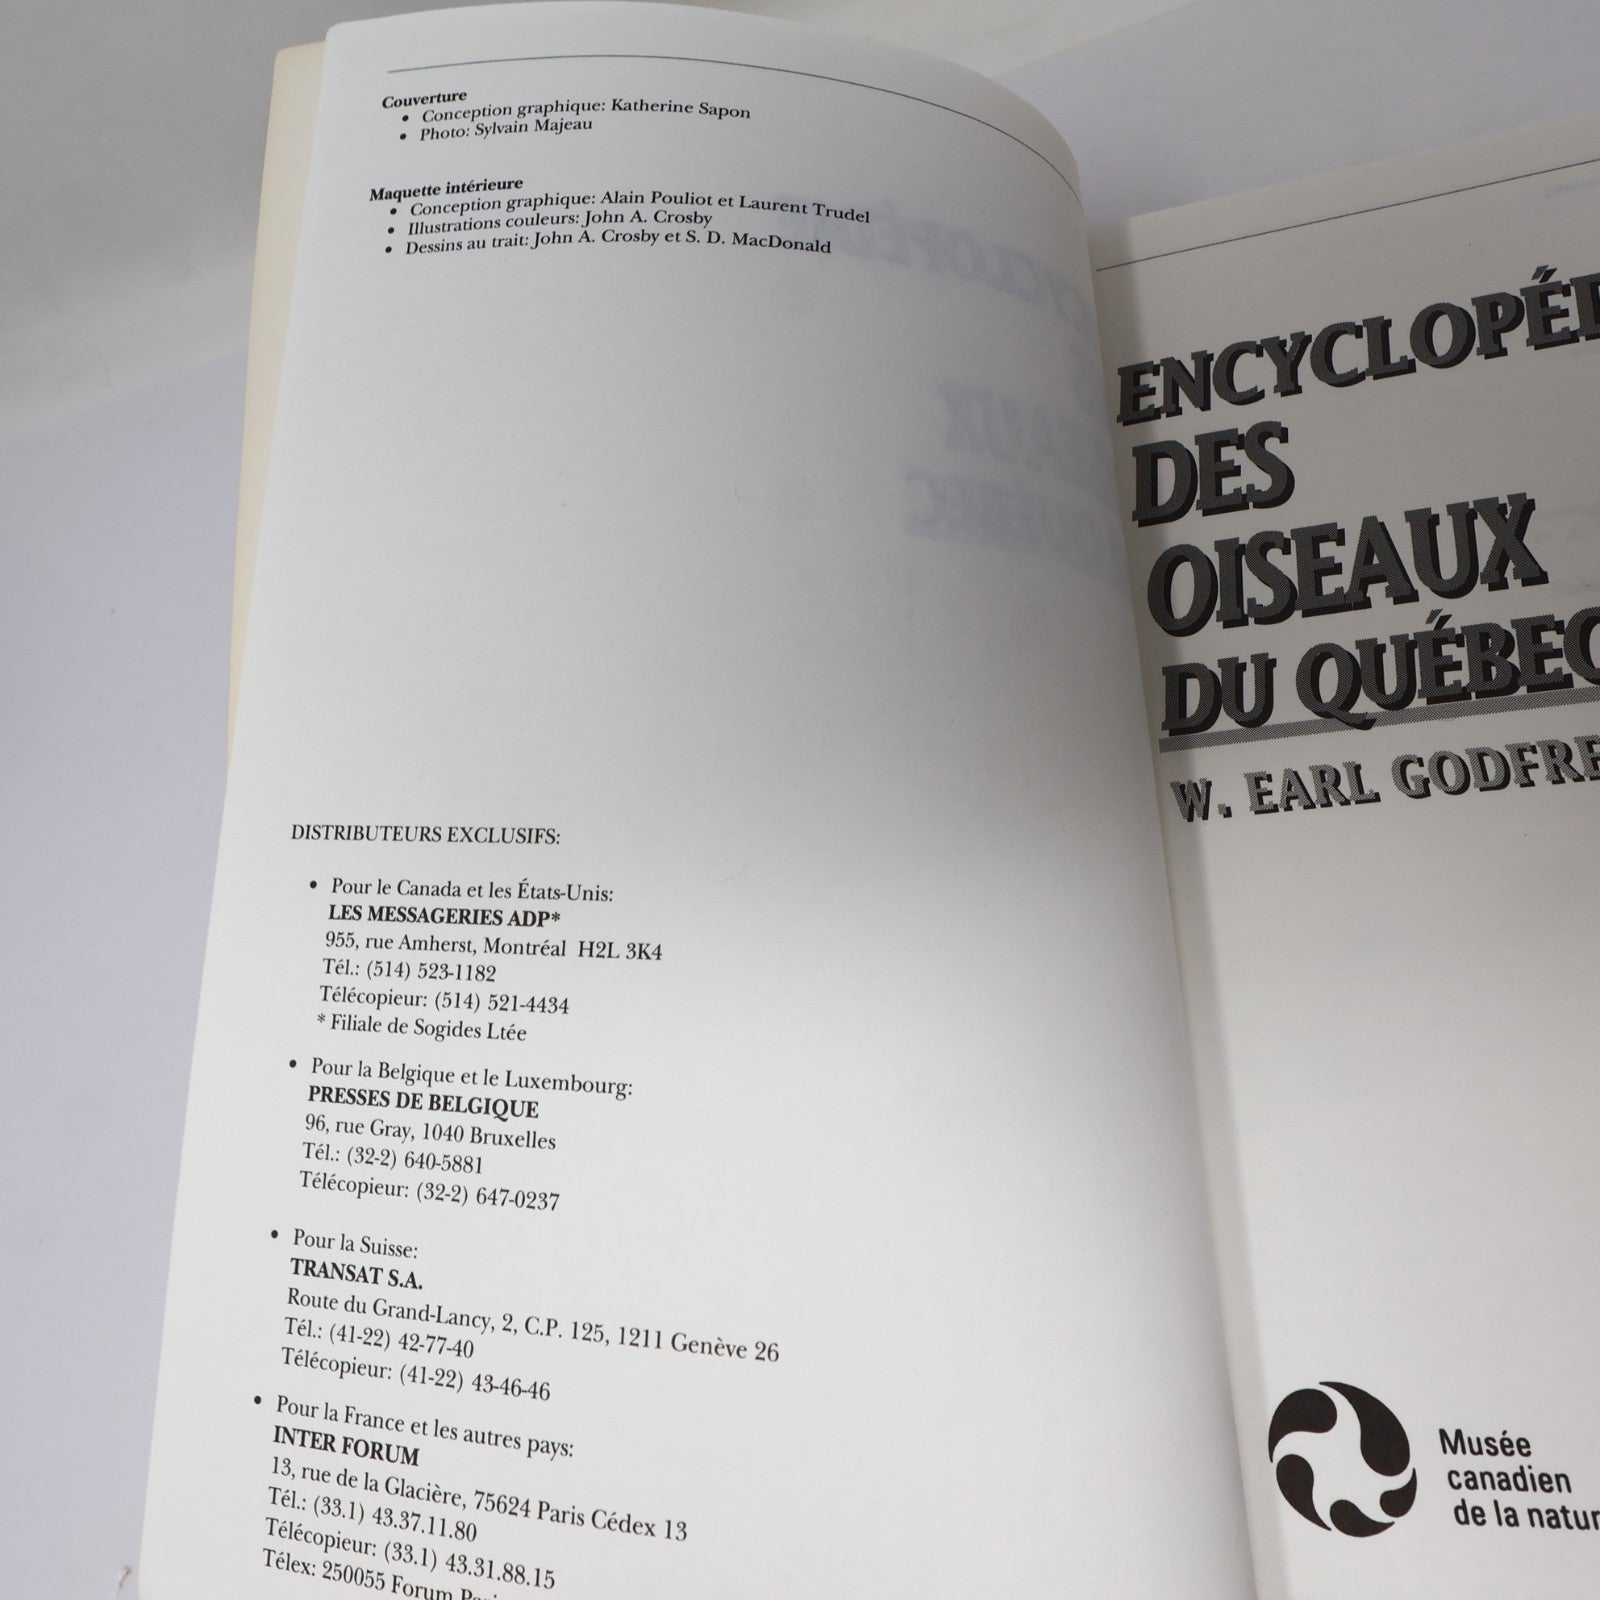 Couverture
• Conception graphique: Katherine Sapon
• Photo: Sylvain Majeau
Maquette intérieure
• Conception graphique: Alain Pouliot et Laurent Trudel
• Illustrations couleurs: John A. Crosby
• Dessins au trait: John A. Crosby et S. D. MacDonald
DISTRIBUTEURS EXCLUSIFS:
• Pour le Canada et les États-Unis:
LES MESSAGERIES ADP*
955, rue Amherst, Montréal H2L 3K4
Tél.: (514) 523-1182
Télécopieur: (514) 521-4434
* Filiale de Sogides Ltée
• Pour la Belgique et le Luxembourg:
PRESSES DE BELGIQUE
96, rue Gray, 1040 Bruxelles
Tél.: (32-2) 640-5881
Télécopieur: (32-2) 647-0237
• Pour la Suisse:
TRANSAT S.A.
Route du Grand-Lancy, 2, C.P. 125, 1211 Genève 26
Tél.: (41-22) 42-77-40
Télécopieur: (41-22) 43-46-46
• Pour la France et les autres pays:
INTER FORUM
13, rue de la Glacière, 75624 Paris Cédex 13
Tél.: (33.1) 43.37.11.80
Télécopieur: (33.1) 43.31.88.15
Télex: 250055 Forum
ENCYCLOPÉD
DES
OISEAUX
DU QUÉBEC
W. EARL GODFRE
Musée
canadien
de la natur